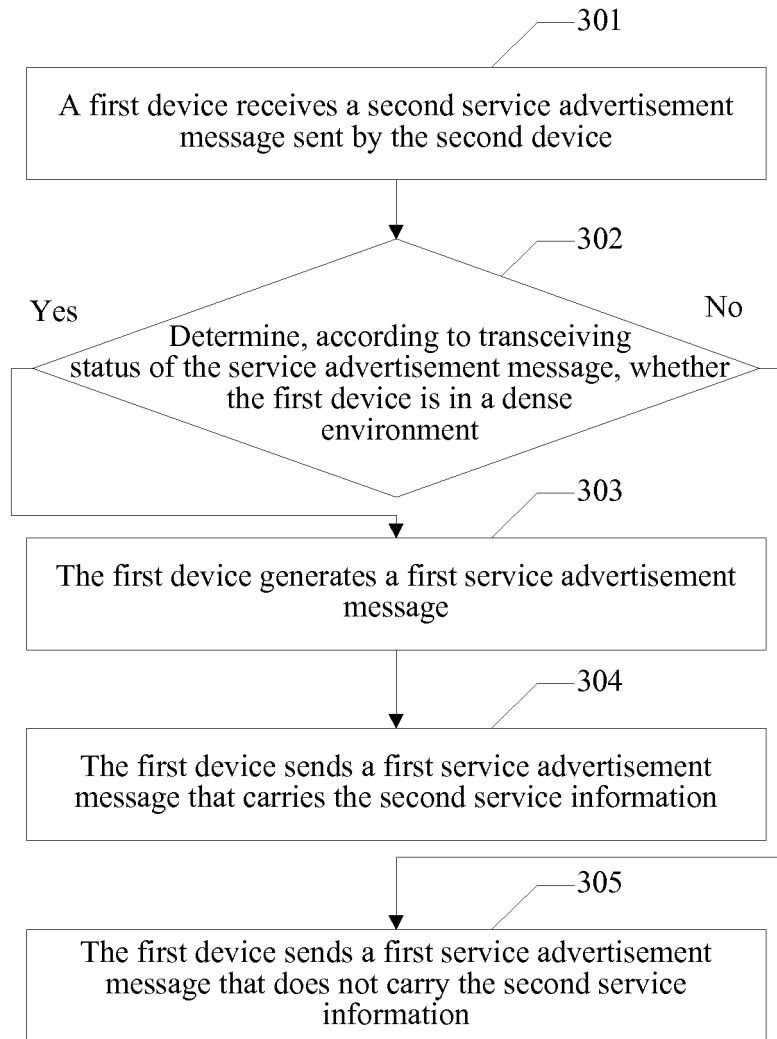 301
A first device receives a second service advertisement
message sent by the second device
302
Yes
No
Determine, according to transceiving
status of the service advertisement message, whether
the first device is in a dense
environment
303
The first device generates a first service advertisement
message
304
The first device sends a first service advertisement
message that carries the second service information
305
The first device sends a first service advertisement
message that does not carry the second service
information